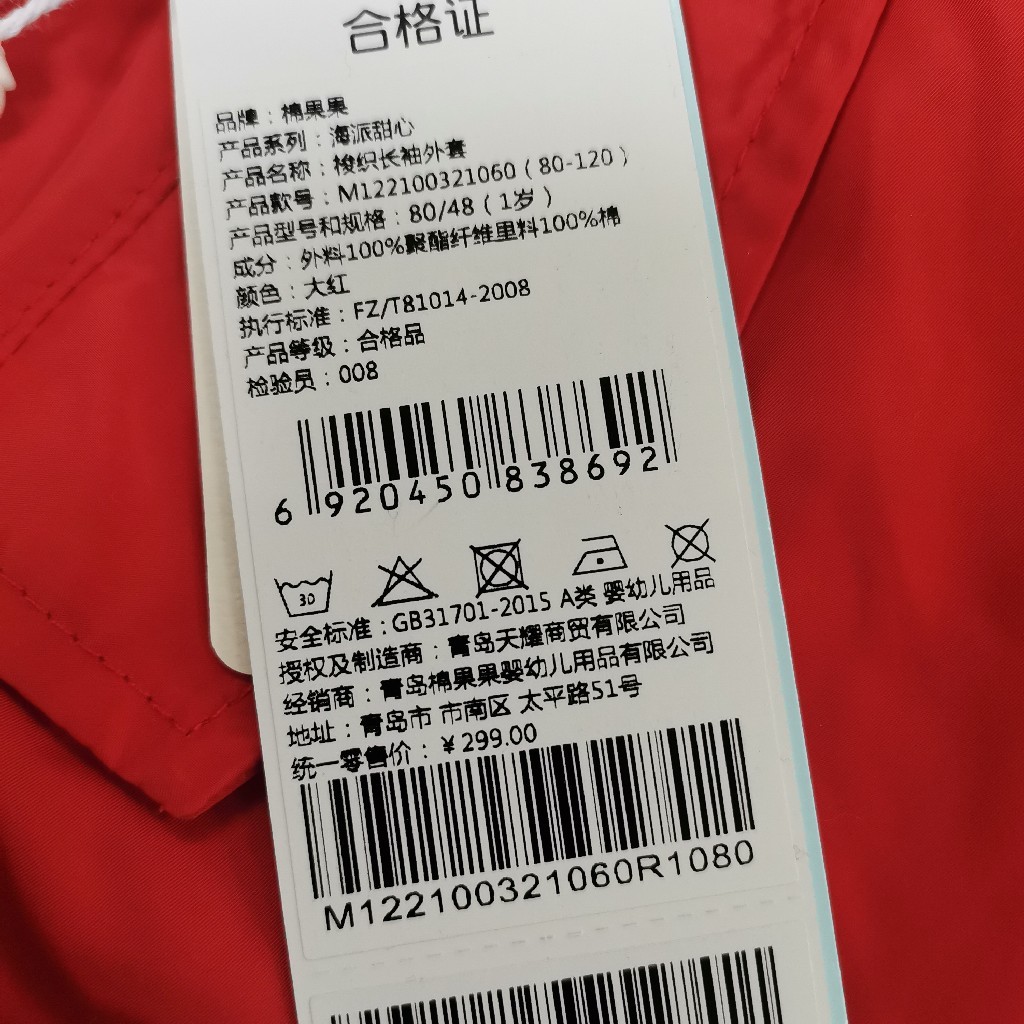 合格证
品牌：棉果果
产品系列：海派甜心
产品名称：梭织长袖外套
产品款号：M122100321060（80-120）
产品型号和规格：80/48（1岁）
成分：外料100%聚酯纤维里料100%棉
颜色：大红
执行标准：FZ/T81014-2008
产品等级：合格品
检验员：008
6 920450 838692
30
安全标准：GB31701-2015 A类 婴幼儿用品
授权及制造商：青岛天耀商贸有限公司
经销商：青岛棉果果婴幼儿用品有限公司
地址：青岛市 市南区 太平路51号
统一零售价：￥299.00
M122100321060R1080